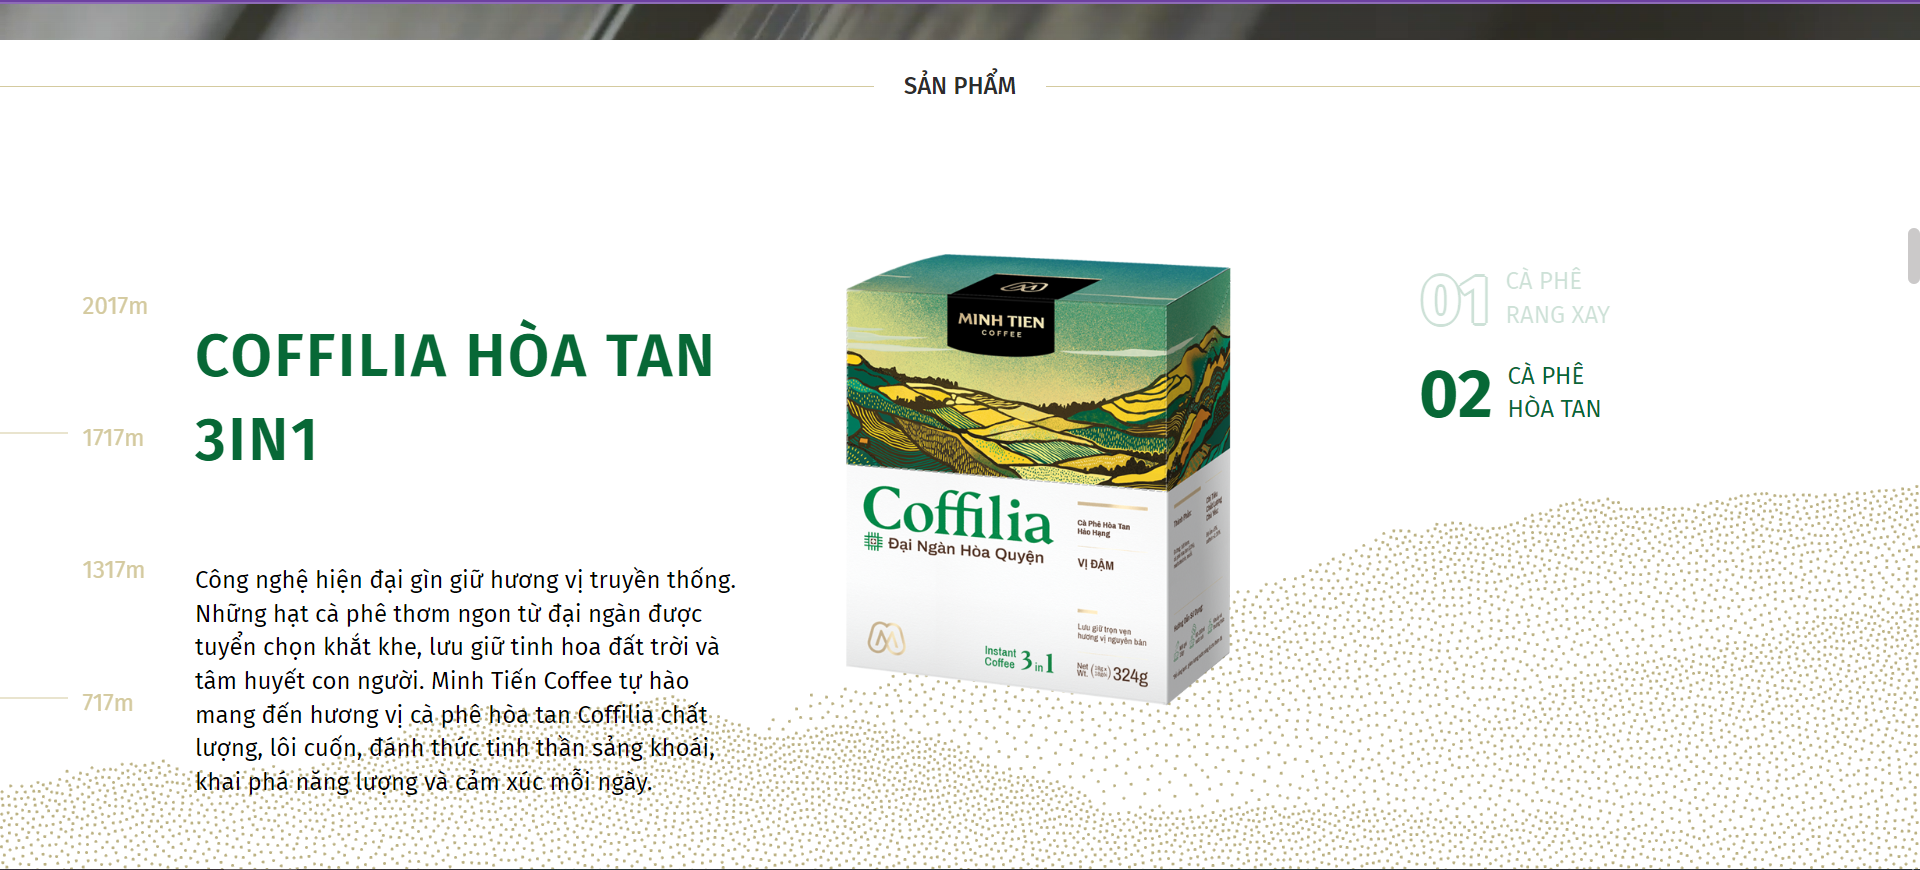 SẢN PHẨM
2017m
1717m
1317m
717m
COFFILIA HÒA TAN
3IN1
Công nghệ hiện đại gìn giữ hương vị truyền thống.
Những hạt cà phê thơm ngon từ đại ngàn được
tuyển chọn khắt khe, lưu giữ tinh hoa đất trời và
tâm huyết con người. Minh Tiến Coffee tự hào
mang đến hương vị cà phê hòa tan Coffilia chất
lượng, lôi cuốn, đánh thức tinh thần sảng khoái,
khai phá năng lượng và cảm xúc mỗi ngày.
MINH TIEN
COFFEE
Coffilia
Đại Ngàn Hòa Quyện
Cà Phê Hòa Tan
Hảo Hạng
VỊ ĐẬM
Lưu giữ trọn vẹn
hương vị nguyên bản
Instant
Coffee 3 in 1
Net
Wt.
324g
01 CÀ PHÊ
RANG XAY
02 CÀ PHÊ
HÒA TAN